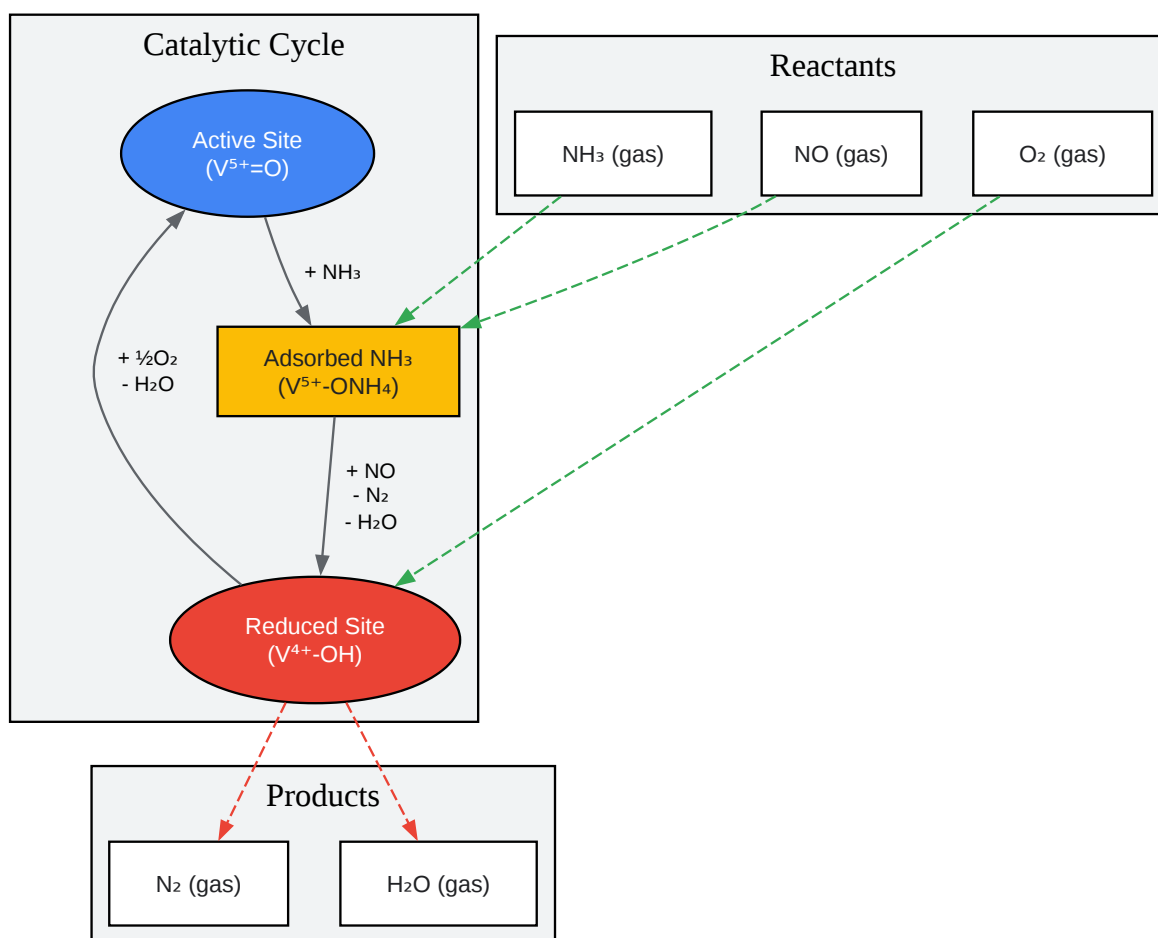 Catalytic Cycle
Reactants
Active Site
(V⁵⁺=O)
NH₃ (gas)
NO (gas)
O₂ (gas)
+ NH₃
+ ½O₂
- H₂O
Adsorbed NH₃
(V⁵⁺-ONH₄)
+ NO
- N₂
- H₂O
Reduced Site
(V⁴⁺-OH)
Products
N₂ (gas)
H₂O (gas)